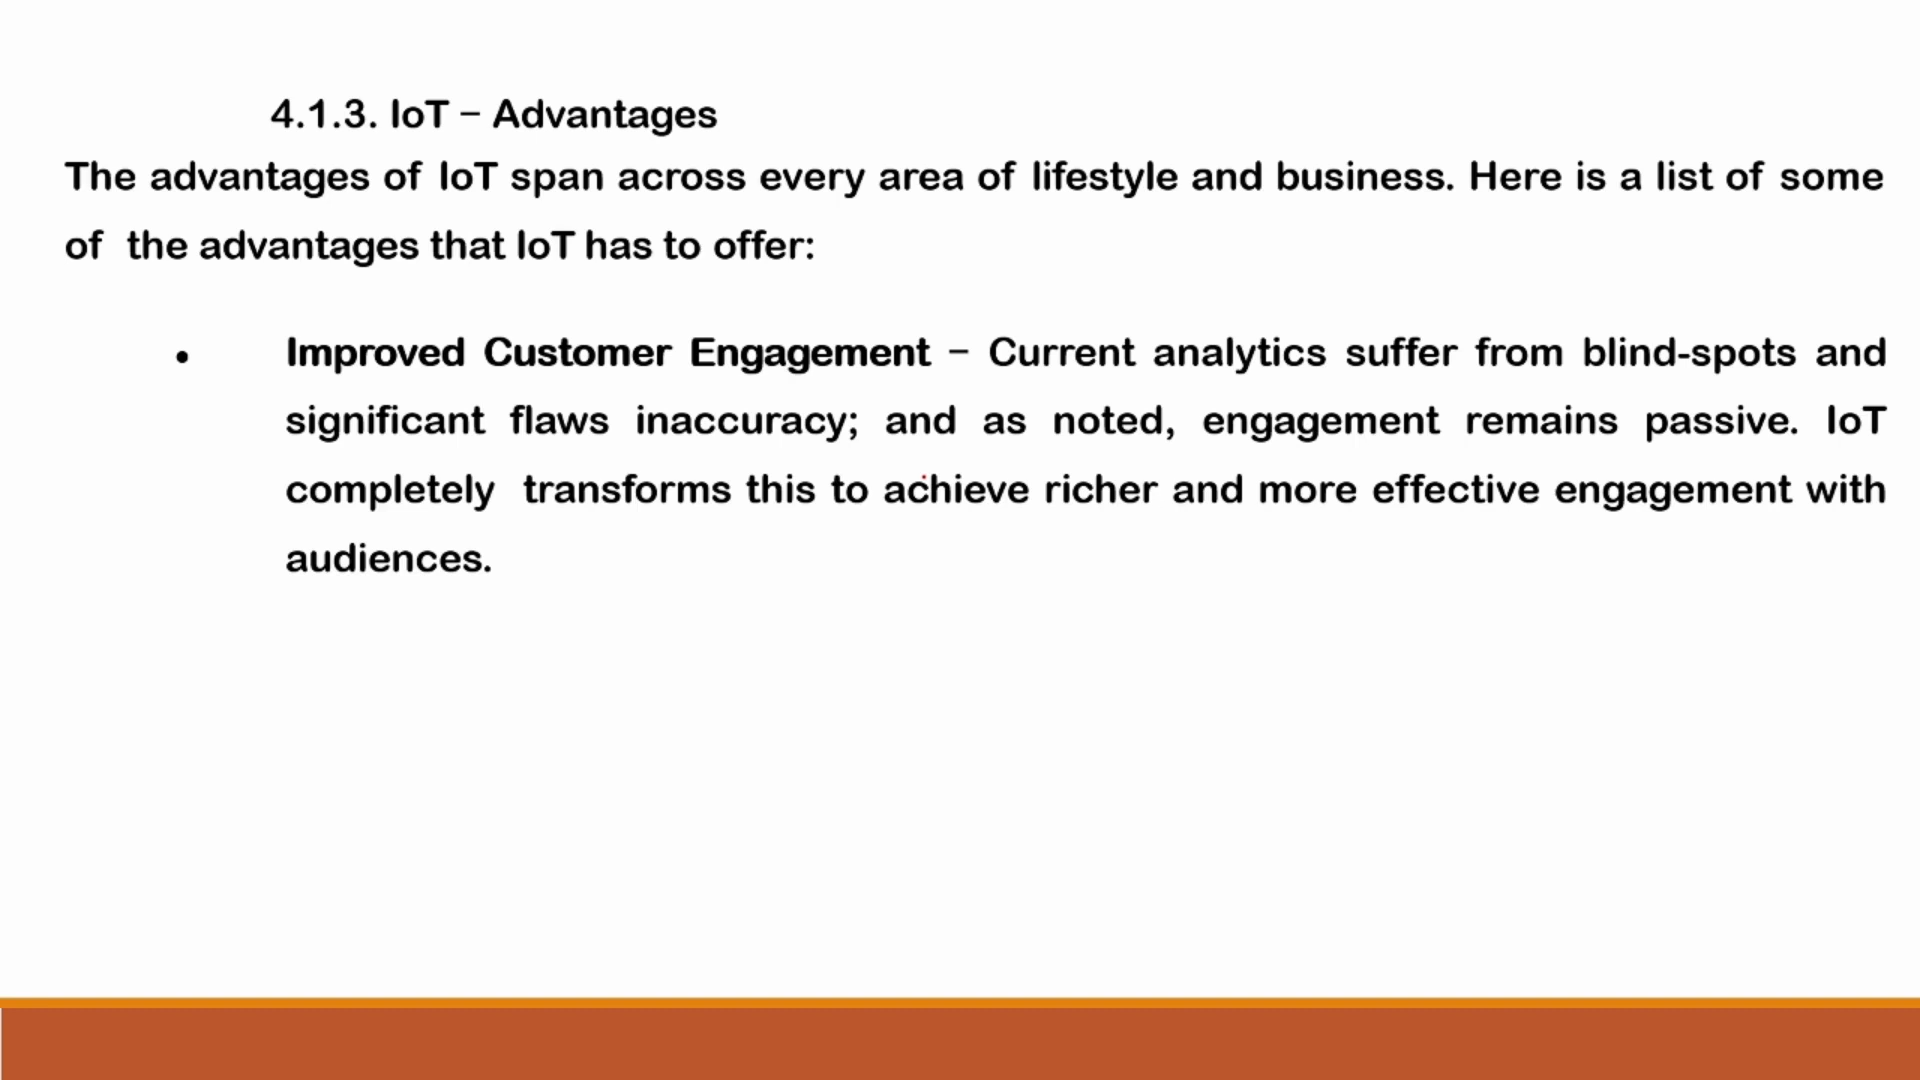 4.1.3. IoT − Advantages
The advantages of IoT span across every area of lifestyle and business. Here is a list of some
of the advantages that IoT has to offer:
• Improved Customer Engagement − Current analytics suffer from blind-spots and
significant flaws inaccuracy; and as noted, engagement remains passive. IoT
completely transforms this to achieve richer and more effective engagement with
audiences.